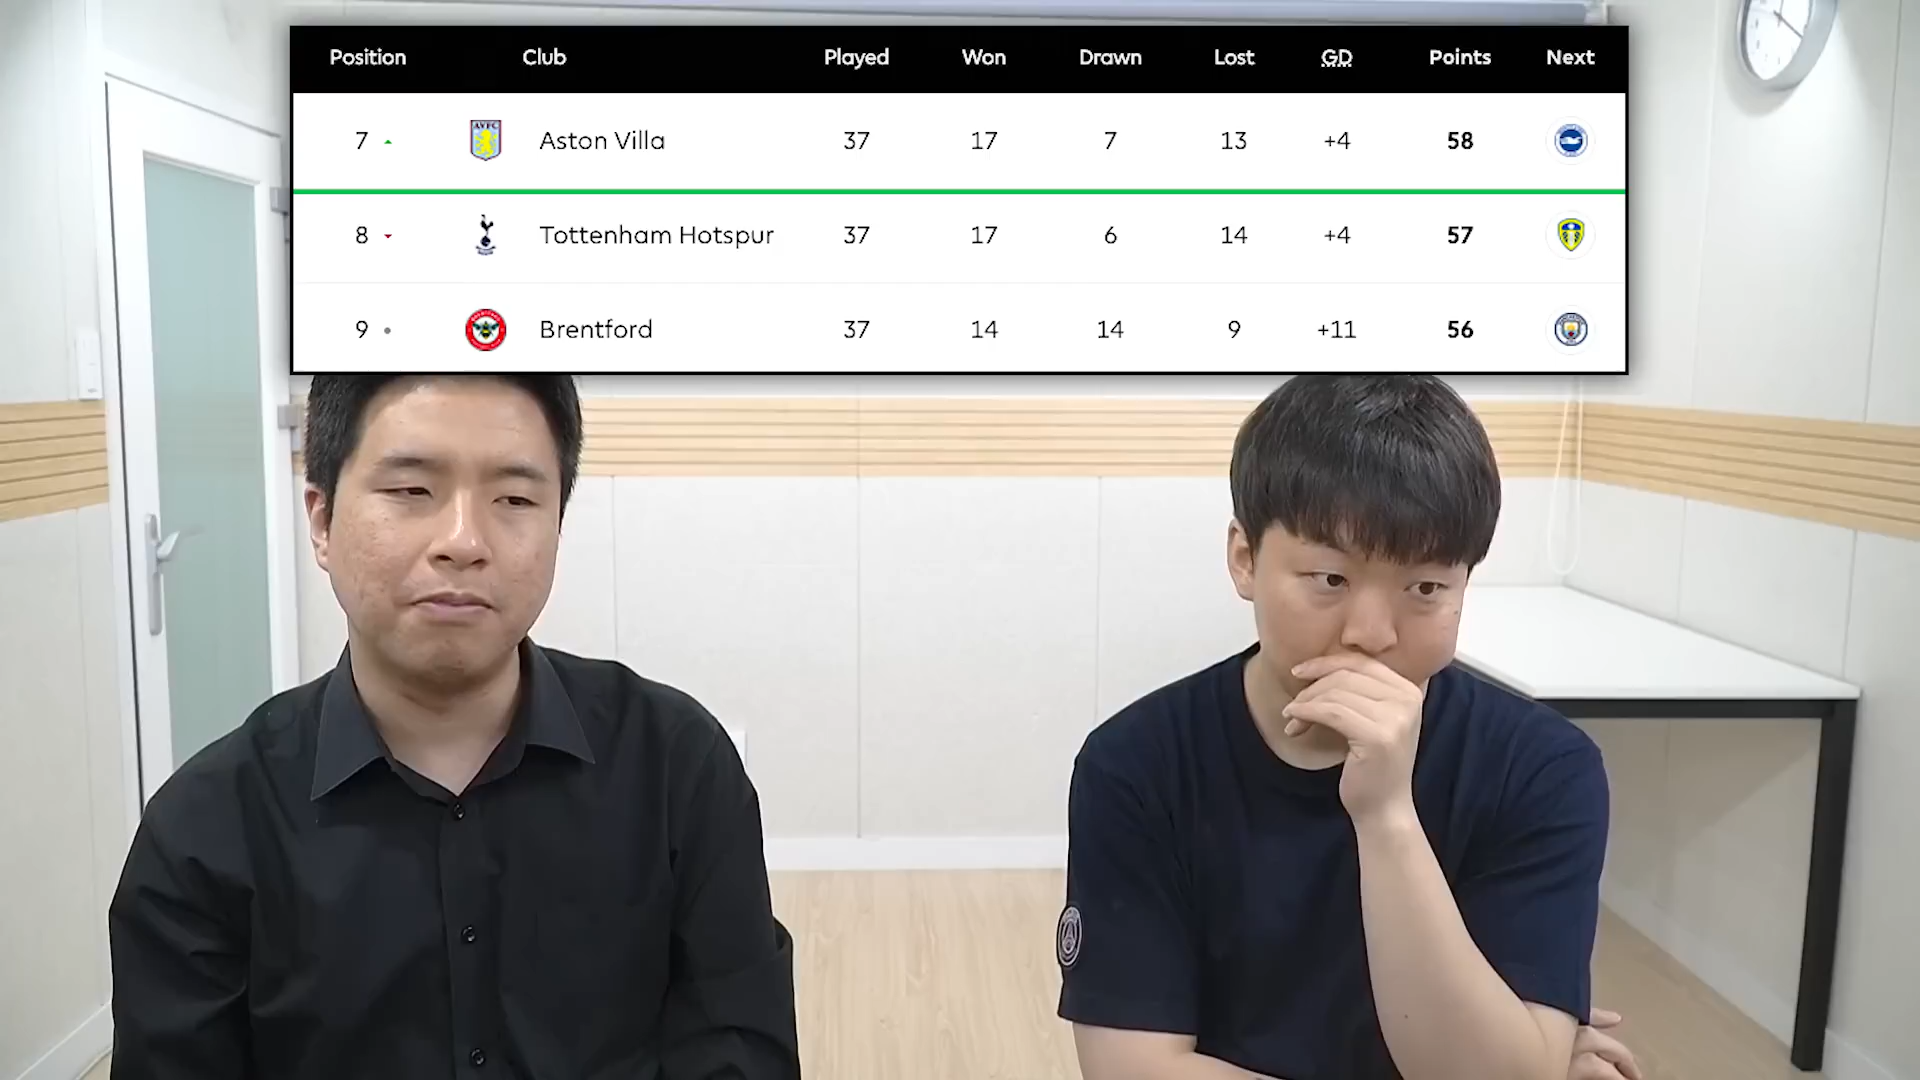 Position Club Played Won Drawn Lost GD Points Next
7 Aston Villa 37 17 7 13 +4 58
8 Tottenham Hotspur 37 17 6 14 +4 57
9 Brentford 37 14 14 9 +11 56
AVFC